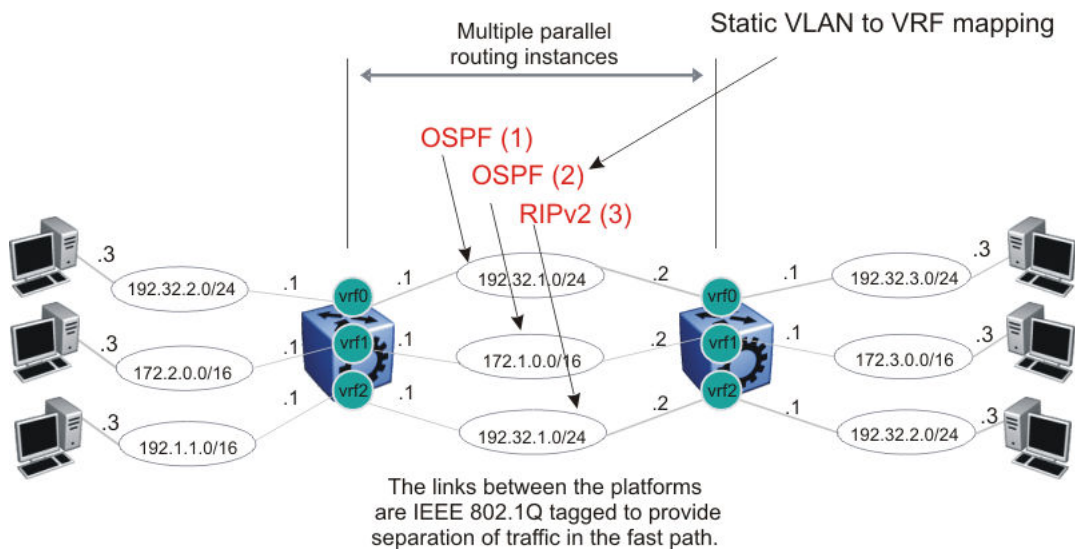 Static VLAN to VRF mapping
Multiple parallel
routing instances
OSPF (1)
OSPF (2)
RIPv2 (3)
.3
192.32.2.0/24
.1
vrf0
.1
192.32.1.0/24
.2
vrf0
.1
192.32.3.0/24
.3
.3
172.2.0.0/16
.1
vrf1
.1
172.1.0.0/16
.2
vrf1
.1
172.3.0.0/16
.3
.3
192.1.1.0/16
.1
vrf2
.1
192.32.1.0/24
.2
vrf2
.1
192.32.2.0/24
.3
The links between the platforms
are IEEE 802.1Q tagged to provide
separation of traffic in the fast path.